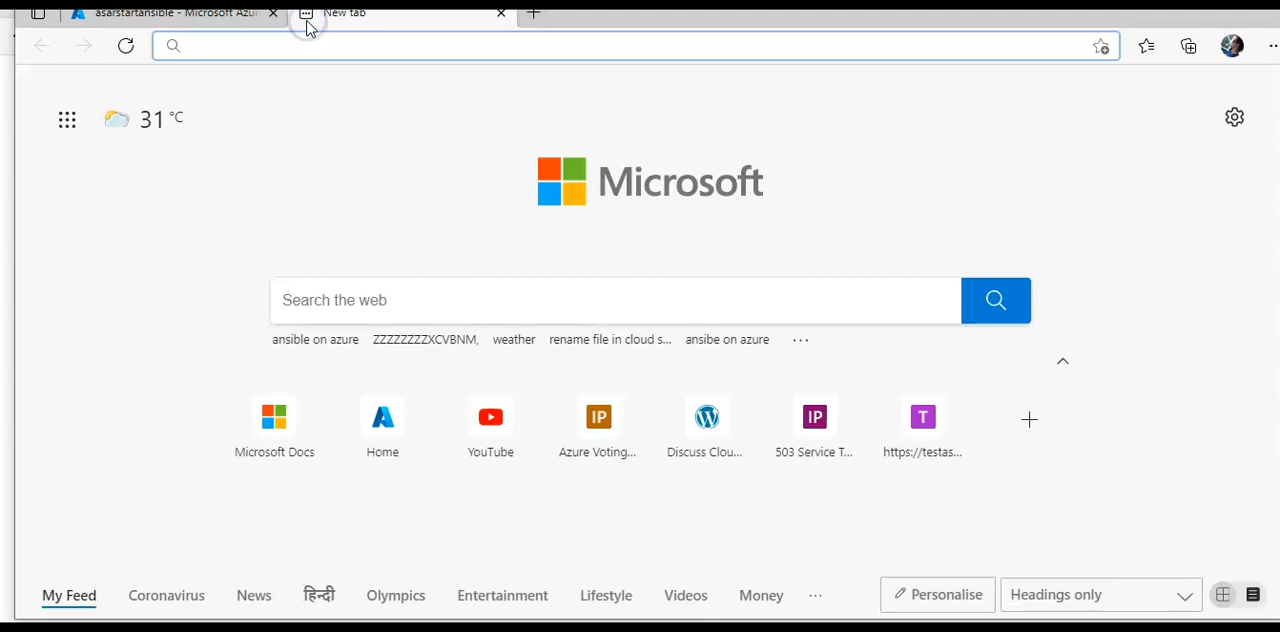 asarstartansible - Microsoft Azu
New tab
31 °C
Microsoft
Search the web
ansible on azure ZZZZZZZZXCVBNM, weather rename file in cloud s... ansibe on azure ...
IP IP T
Microsoft Docs Home YouTube Azure Voting... Discuss Clou... 503 Service T... https://testas...
My Feed Coronavirus News हिन्दी Olympics Entertainment Lifestyle Videos Money ... Personalise Headings only